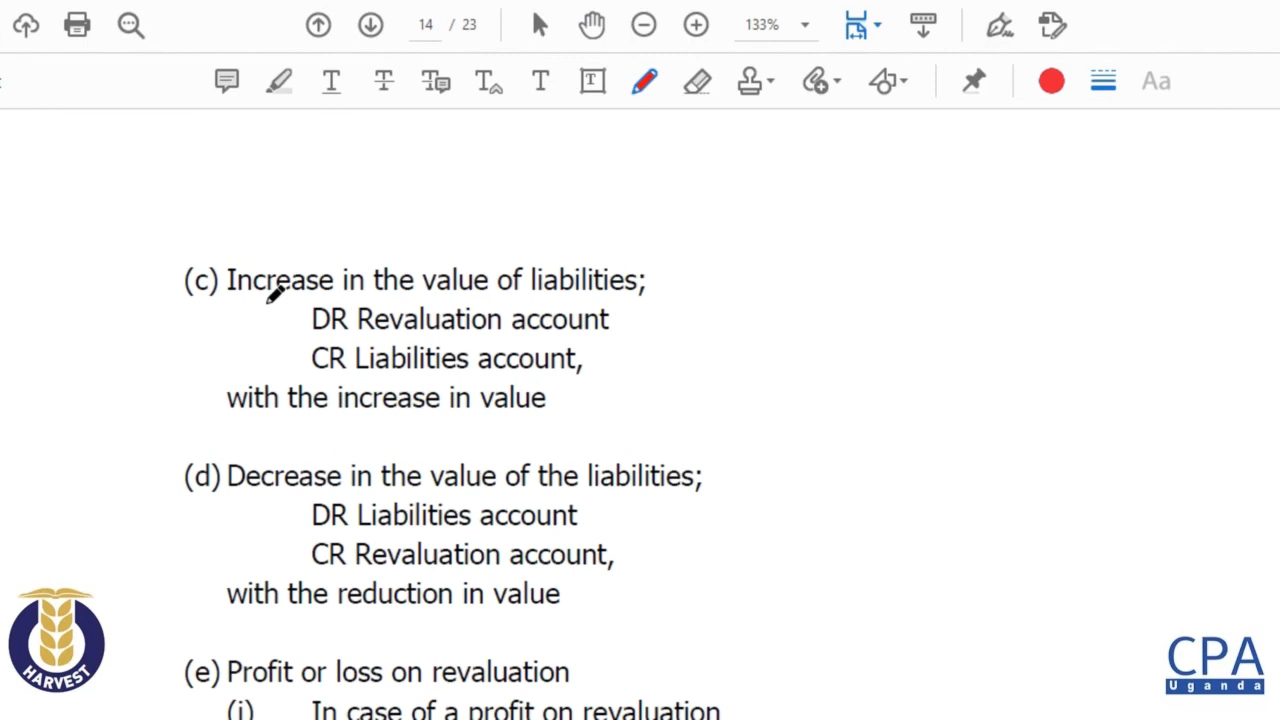 14 / 23 133%
T T T T T T Aa
(c) Increase in the value of liabilities;
DR Revaluation account
CR Liabilities account,
with the increase in value
(d) Decrease in the value of the liabilities;
DR Liabilities account
CR Revaluation account,
with the reduction in value
(e) Profit or loss on revaluation
(i) In case of a profit on revaluation
HARVEST
CPA
Uganda